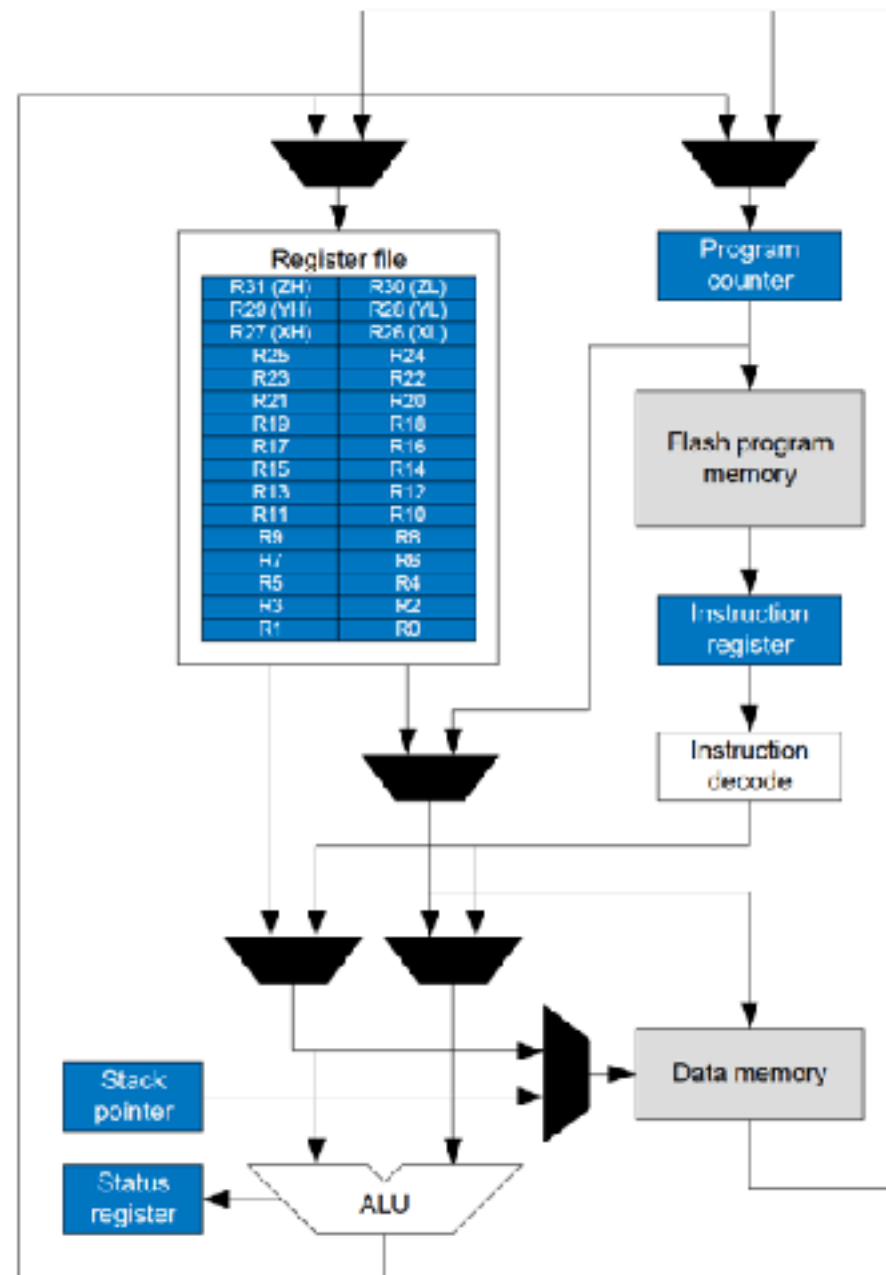 Register file
R31 (ZH) R30 (ZL)
R29 (YH) R28 (YL)
R27 (XH) R26 (XL)
R25 R24
R23 R22
R21 R20
R19 R18
R17 R16
R15 R14
R13 R12
R11 R10
R9 R8
R7 R6
R5 R4
R3 R2
R1 R0
Program
counter
Flash program
memory
Instruction
register
Instruction
decode
Stack
pointer
Data memory
Status
register
ALU